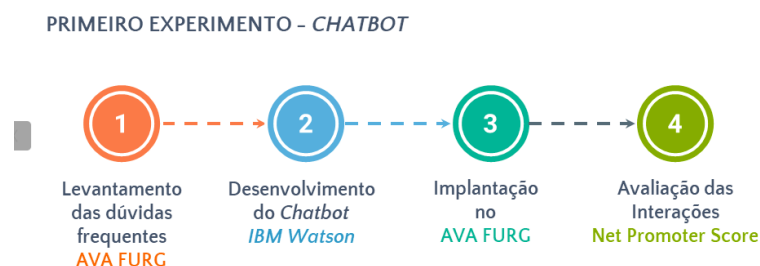 PRIMEIRO EXPERIMENTO – CHATBOT
1
2
3
4
Levantamento
das dúvidas
frequentes
AVA FURG
Desenvolvimento
do Chatbot
IBM Watson
Implantação
no
AVA FURG
Avaliação das
Interações
Net Promoter Score